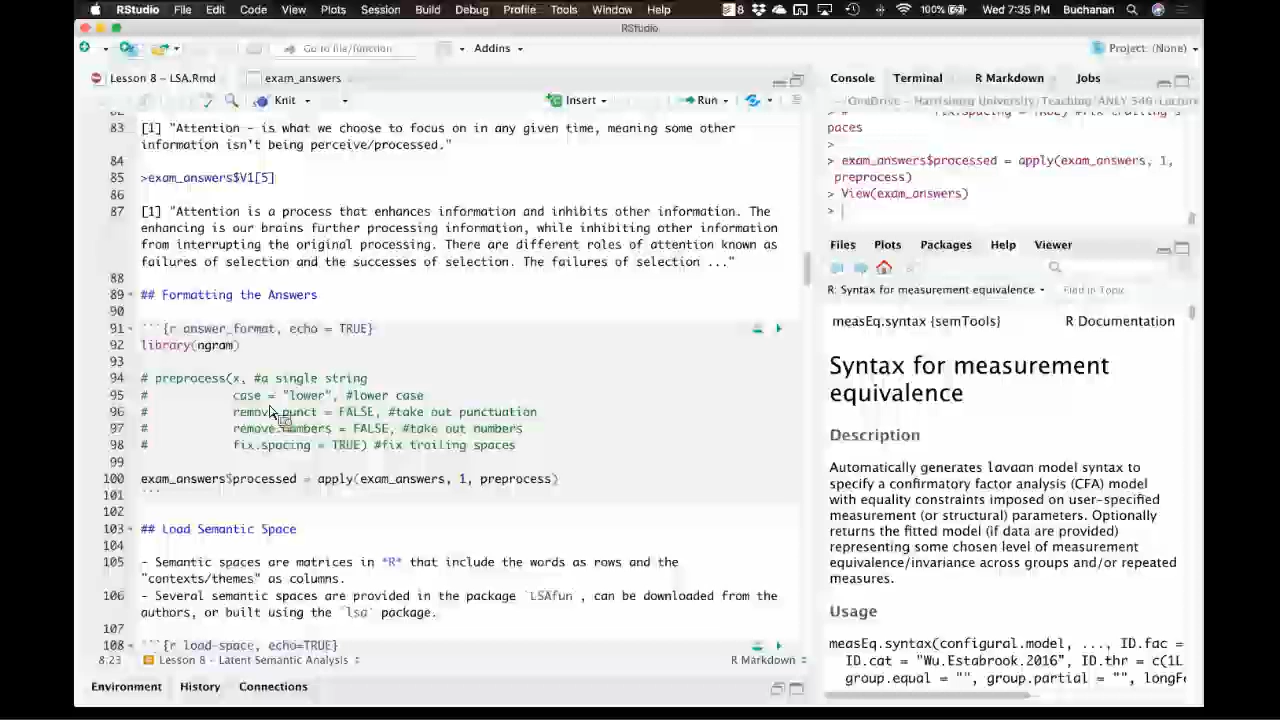 RStudio File Edit Code View Plots Session Build Debug Profile Tools Window Help 8 100% Wed 7:35 PM Buchanan
RStudio
Go to file/function Addins Project: (None)
Lesson 8 - LSA.Rmd exam_answers
Knit Insert Run
83 [1] "Attention - is what we choose to focus on in any given time, meaning some other
information isn't being perceive/processed."
84
85 >exam_answers$V1[5]
86
87 [1] "Attention is a process that enhances information and inhibits other information. The
enhancing is our brains further processing information, while inhibiting other information
from interrupting the original processing. There are different roles of attention known as
failures of selection and the successes of selection. The failures of selection ..."
88
89 ## Formatting the Answers
90
91 ```{r answer_format, echo = TRUE}
92 library(ngram)
93
94 # preprocess(x, #a single string
95 # case = "lower", #lower case
96 # remove.punct = FALSE, #take out punctuation
97 # remove.numbers = FALSE, #take out numbers
98 # fix.spacing = TRUE) #fix trailing spaces
99
100 exam_answers$processed = apply(exam_answers, 1, preprocess)
101 ```
102
103 ## Load Semantic Space
104
105 - Semantic spaces are matrices in *R* that include the words as rows and the
"contexts/themes" as columns.
106 - Several semantic spaces are provided in the package `LSAfun`, can be downloaded from the
authors, or built using the `lsa` package.
107
108 ```{r load-space, echo=TRUE}
8:23 Lesson 8 - Latent Semantic Analysis R Markdown
Environment History Connections
Console Terminal R Markdown Jobs
~/OneDrive - Harrisburg University/Teaching/ANLY 540/Lecture
> # fix.spacing = TRUE) #fix trailing s
paces
>
> exam_answers$processed = apply(exam_answers, 1,
preprocess)
> View(exam_answers)
>
Files Plots Packages Help Viewer
R: Syntax for measurement equivalence Find in Topic
measEq.syntax {semTools} R Documentation
Syntax for measurement
equivalence
Description
Automatically generates lavaan model syntax to
specify a confirmatory factor analysis (CFA) model
with equality constraints imposed on user-specified
measurement (or structural) parameters. Optionally
returns the fitted model (if data are provided)
representing some chosen level of measurement
equivalence/invariance across groups and/or repeated
measures.
Usage
measEq.syntax(configural.model, ..., ID.fac =
ID.cat = "Wu.Estabrook.2016", ID.thr = c(1L
group.equal = "", group.partial = "", longFe